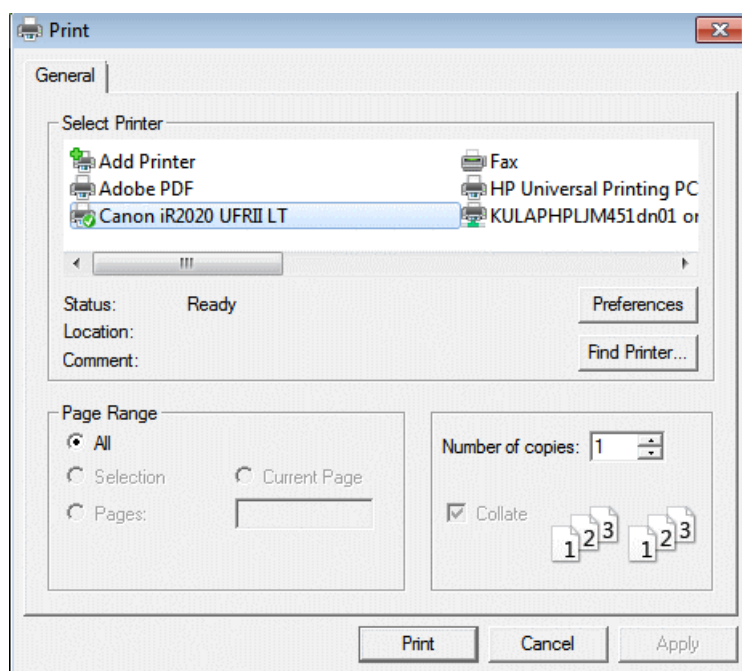 Print
General
Select Printer
Add Printer
Adobe PDF
Canon iR2020 UFRII LT
Fax
HP Universal Printing PC
KULAPHPLJM451dn01 or
Status: Ready
Location:
Comment:
Preferences
Find Printer...
Page Range
All
Selection
Current Page
Pages:
Number of copies: 1
Collate
1 2 3 1 2 3
Print Cancel Apply